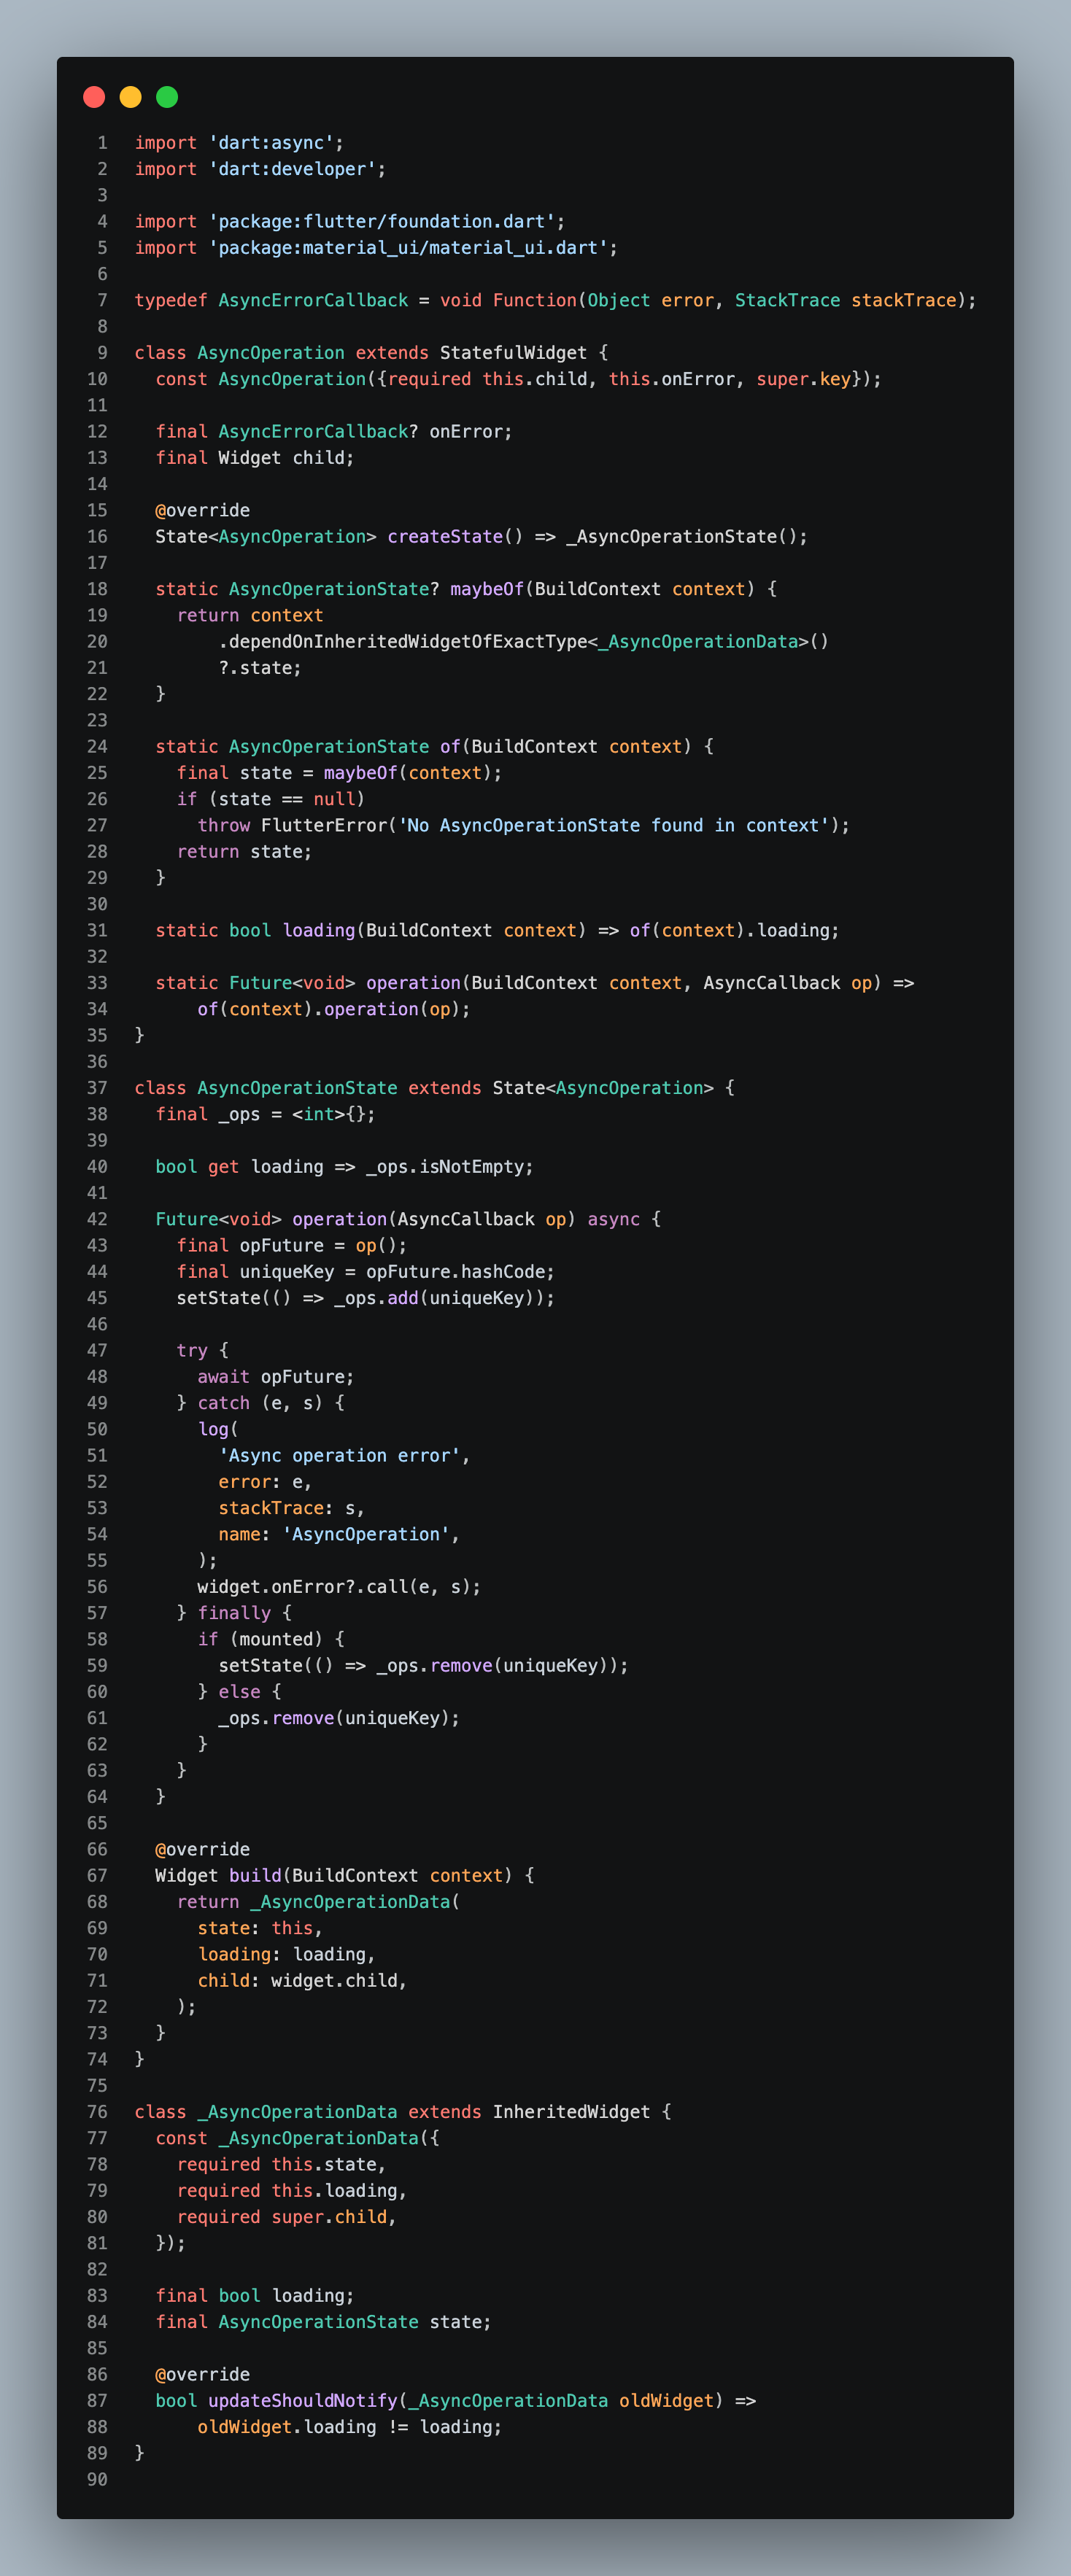 1 import 'dart:async';
2 import 'dart:developer';
3
4 import 'package:flutter/foundation.dart';
5 import 'package:material_ui/material_ui.dart';
6
7 typedef AsyncErrorCallback = void Function(Object error, StackTrace stackTrace);
8
9 class AsyncOperation extends StatefulWidget {
10   const AsyncOperation({required this.child, this.onError, super.key});
11
12   final AsyncErrorCallback? onError;
13   final Widget child;
14
15   @override
16   State<AsyncOperation> createState() => _AsyncOperationState();
17
18   static AsyncOperationState? maybeOf(BuildContext context) {
19     return context
20         .dependOnInheritedWidgetOfExactType<_AsyncOperationData>()
21         ?.state;
22   }
23
24   static AsyncOperationState of(BuildContext context) {
25     final state = maybeOf(context);
26     if (state == null)
27       throw FlutterError('No AsyncOperationState found in context');
28     return state;
29   }
30
31   static bool loading(BuildContext context) => of(context).loading;
32
33   static Future<void> operation(BuildContext context, AsyncCallback op) =>
34       of(context).operation(op);
35 }
36
37 class AsyncOperationState extends State<AsyncOperation> {
38   final _ops = <int>{};
39
40   bool get loading => _ops.isNotEmpty;
41
42   Future<void> operation(AsyncCallback op) async {
43     final opFuture = op();
44     final uniqueKey = opFuture.hashCode;
45     setState(() => _ops.add(uniqueKey));
46
47     try {
48       await opFuture;
49     } catch (e, s) {
50       log(
51         'Async operation error',
52         error: e,
53         stackTrace: s,
54         name: 'AsyncOperation',
55       );
56       widget.onError?.call(e, s);
57     } finally {
58       if (mounted) {
59         setState(() => _ops.remove(uniqueKey));
60       } else {
61         _ops.remove(uniqueKey);
62       }
63     }
64   }
65
66   @override
67   Widget build(BuildContext context) {
68     return _AsyncOperationData(
69       state: this,
70       loading: loading,
71       child: widget.child,
72     );
73   }
74 }
75
76 class _AsyncOperationData extends InheritedWidget {
77   const _AsyncOperationData({
78     required this.state,
79     required this.loading,
80     required super.child,
81   });
82
83   final bool loading;
84   final AsyncOperationState state;
85
86   @override
87   bool updateShouldNotify(_AsyncOperationData oldWidget) =>
88       oldWidget.loading != loading;
89 }
90